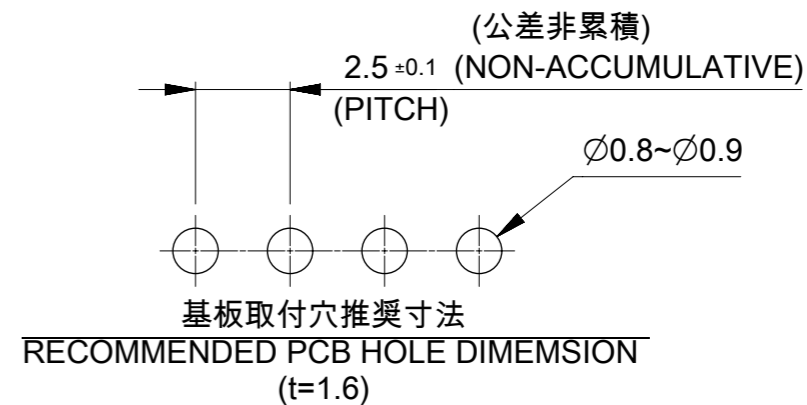 (公差非累積)
2.5 ±0.1 (NON-ACCUMULATIVE)
(PITCH)
∅0.8~∅0.9
基板取付穴推奨寸法
RECOMMENDED PCB HOLE DIMEMSION
(t=1.6)